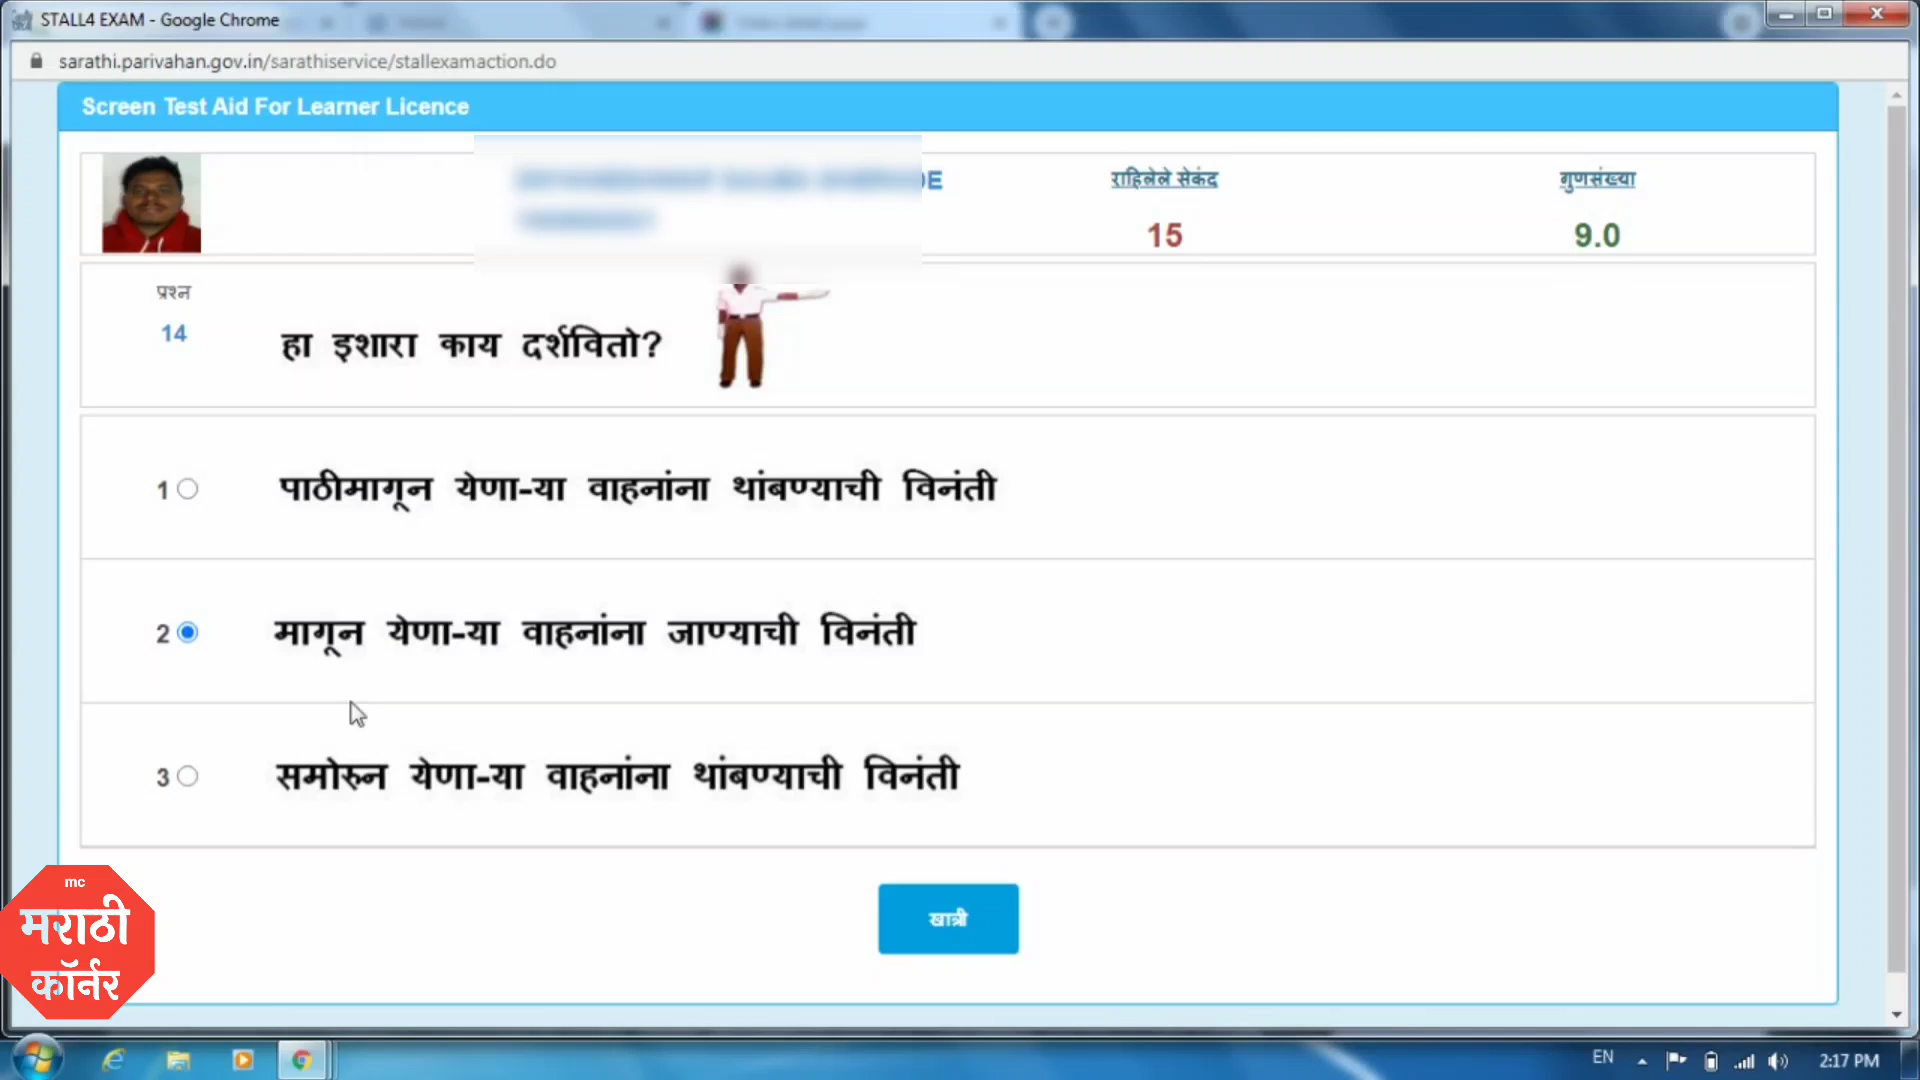 STALL4 EXAM - Google Chrome
sarathi.parivahan.gov.in/sarathiservice/stallexamaction.do
Screen Test Aid For Learner Licence
राहिलेले सेकंद
गुणसंख्या
15
9.0
प्रश्न
14
हा इशारा काय दर्शवितो?
1 पाठीमागून येणा-या वाहनांना थांबण्याची विनंती
2 मागून येणा-या वाहनांना जाण्याची विनंती
3 समोरुन येणा-या वाहनांना थांबण्याची विनंती
खात्री
mc
मराठी
कॉर्नर
EN
2:17 PM